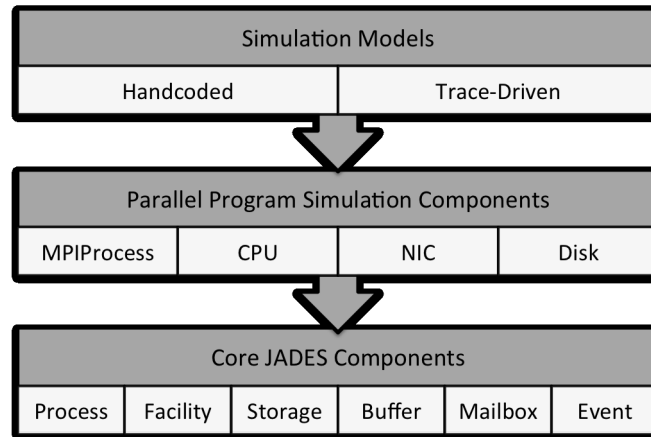 Simulation Models
Handcoded Trace-Driven
Parallel Program Simulation Components
MPIProcess CPU NIC Disk
Core JADES Components
Process Facility Storage Buffer Mailbox Event